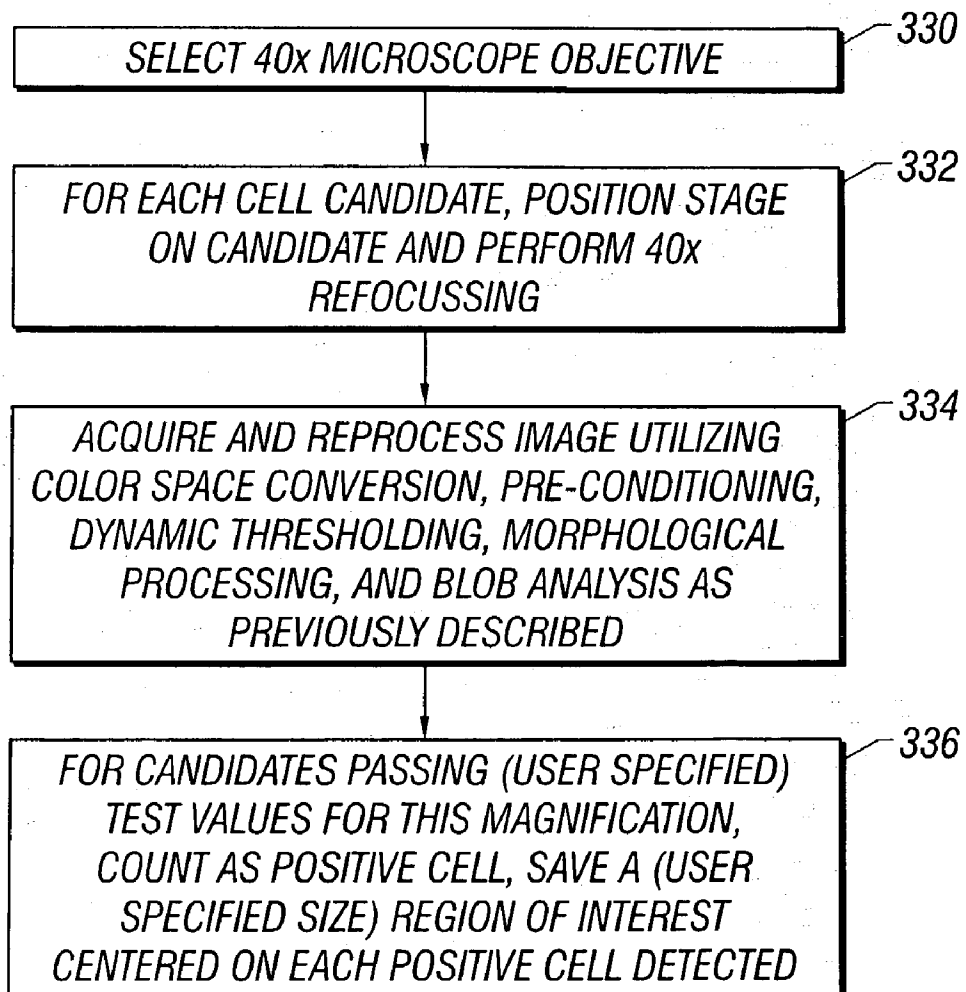 330
SELECT 40x MICROSCOPE OBJECTIVE
332
FOR EACH CELL CANDIDATE, POSITION STAGE
ON CANDIDATE AND PERFORM 40x
REFOCUSSING
334
ACQUIRE AND REPROCESS IMAGE UTILIZING
COLOR SPACE CONVERSION, PRE-CONDITIONING,
DYNAMIC THRESHOLDING, MORPHOLOGICAL
PROCESSING, AND BLOB ANALYSIS AS
PREVIOUSLY DESCRIBED
336
FOR CANDIDATES PASSING (USER SPECIFIED)
TEST VALUES FOR THIS MAGNIFICATION,
COUNT AS POSITIVE CELL, SAVE A (USER
SPECIFIED SIZE) REGION OF INTEREST
CENTERED ON EACH POSITIVE CELL DETECTED